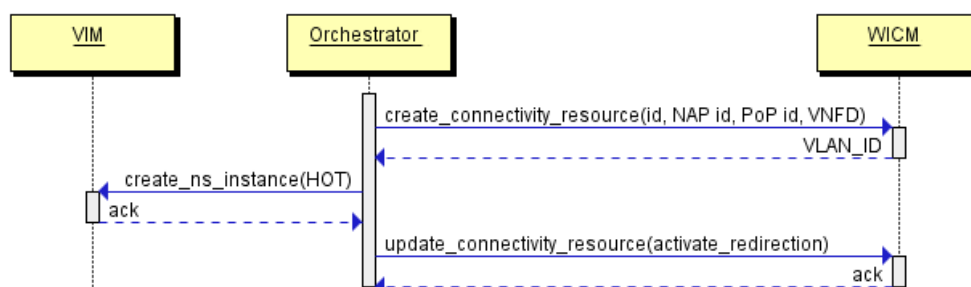 VIM
Orchestrator
WICM
create_connectivity_resource(id, NAP id, PoP id, VNFD)
VLAN_ID
create_ns_instance(HOT)
ack
update_connectivity_resource(activate_redirection)
ack